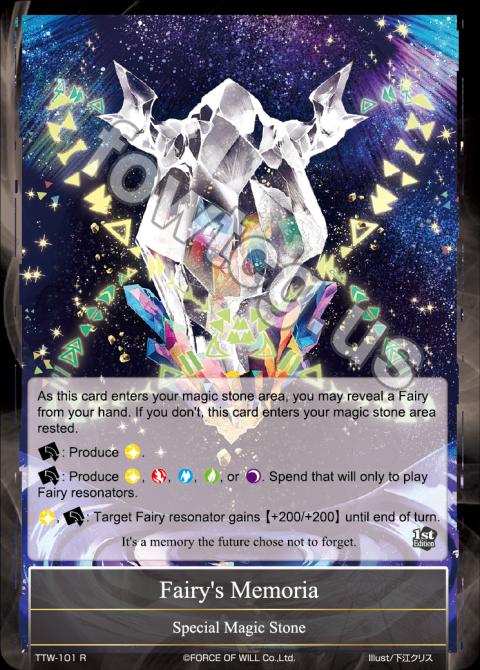 fowtcg.us
As this card enters your magic stone area, you may reveal a Fairy
from your hand. If you don't, this card enters your magic stone area
rested.
: Produce .
: Produce , , , , or . Spend that will only to play
Fairy resonators.
, : Target Fairy resonator gains 【+200/+200】 until end of turn.
It's a memory the future chose not to forget.
1st
Edition
Fairy's Memoria
Special Magic Stone
TTW-101 R ©FORCE OF WILL Co.,Ltd. Illust/下江クリス